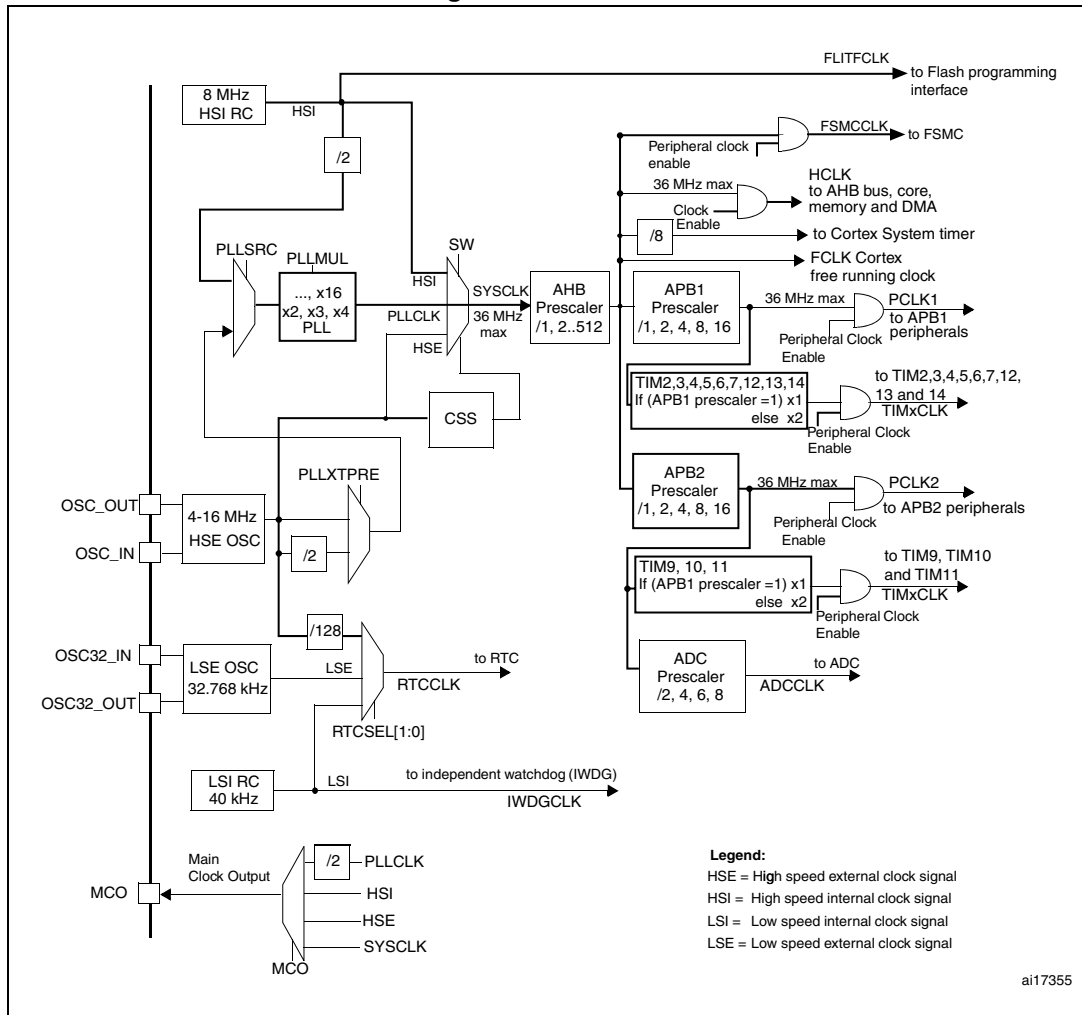 FLITFCLK
to Flash programming
interface
8 MHz
HSI RC
HSI
/2
FSMCCLK
to FSMC
Peripheral clock
enable
36 MHz max
HCLK
to AHB bus, core,
memory and DMA
Clock
Enable
/8
to Cortex System timer
FCLK Cortex
free running clock
PLLSRC
PLLMUL
..., x16
x2, x3, x4
PLL
SW
HSI
PLLCLK
HSE
SYSCLK
36 MHz
max
AHB
Prescaler
/1, 2..512
APB1
Prescaler
/1, 2, 4, 8, 16
36 MHz max
PCLK1
to APB1
peripherals
Peripheral Clock
Enable
TIM2,3,4,5,6,7,12,13,14
If (APB1 prescaler =1) x1
else x2
to TIM2,3,4,5,6,7,12,
13 and 14
TIMxCLK
Peripheral Clock
Enable
CSS
PLLXTPRE
OSC_OUT
OSC_IN
4-16 MHz
HSE OSC
/2
APB2
Prescaler
/1, 2, 4, 8, 16
36 MHz max
PCLK2
to APB2 peripherals
Peripheral Clock
Enable
TIM9, 10, 11
If (APB1 prescaler =1) x1
else x2
to TIM9, TIM10
and TIM11
TIMxCLK
Peripheral Clock
Enable
/128
OSC32_IN
OSC32_OUT
LSE OSC
32.768 kHz
LSE
to RTC
RTCCLK
RTCSEL[1:0]
ADC
Prescaler
/2, 4, 6, 8
to ADC
ADCCLK
LSI RC
40 kHz
LSI
to independent watchdog (IWDG)
IWDGCLK
MCO
Main
Clock Output
/2
PLLCLK
HSI
HSE
SYSCLK
MCO
Legend:
HSE = High speed external clock signal
HSI = High speed internal clock signal
LSI = Low speed internal clock signal
LSE = Low speed external clock signal
ai17355